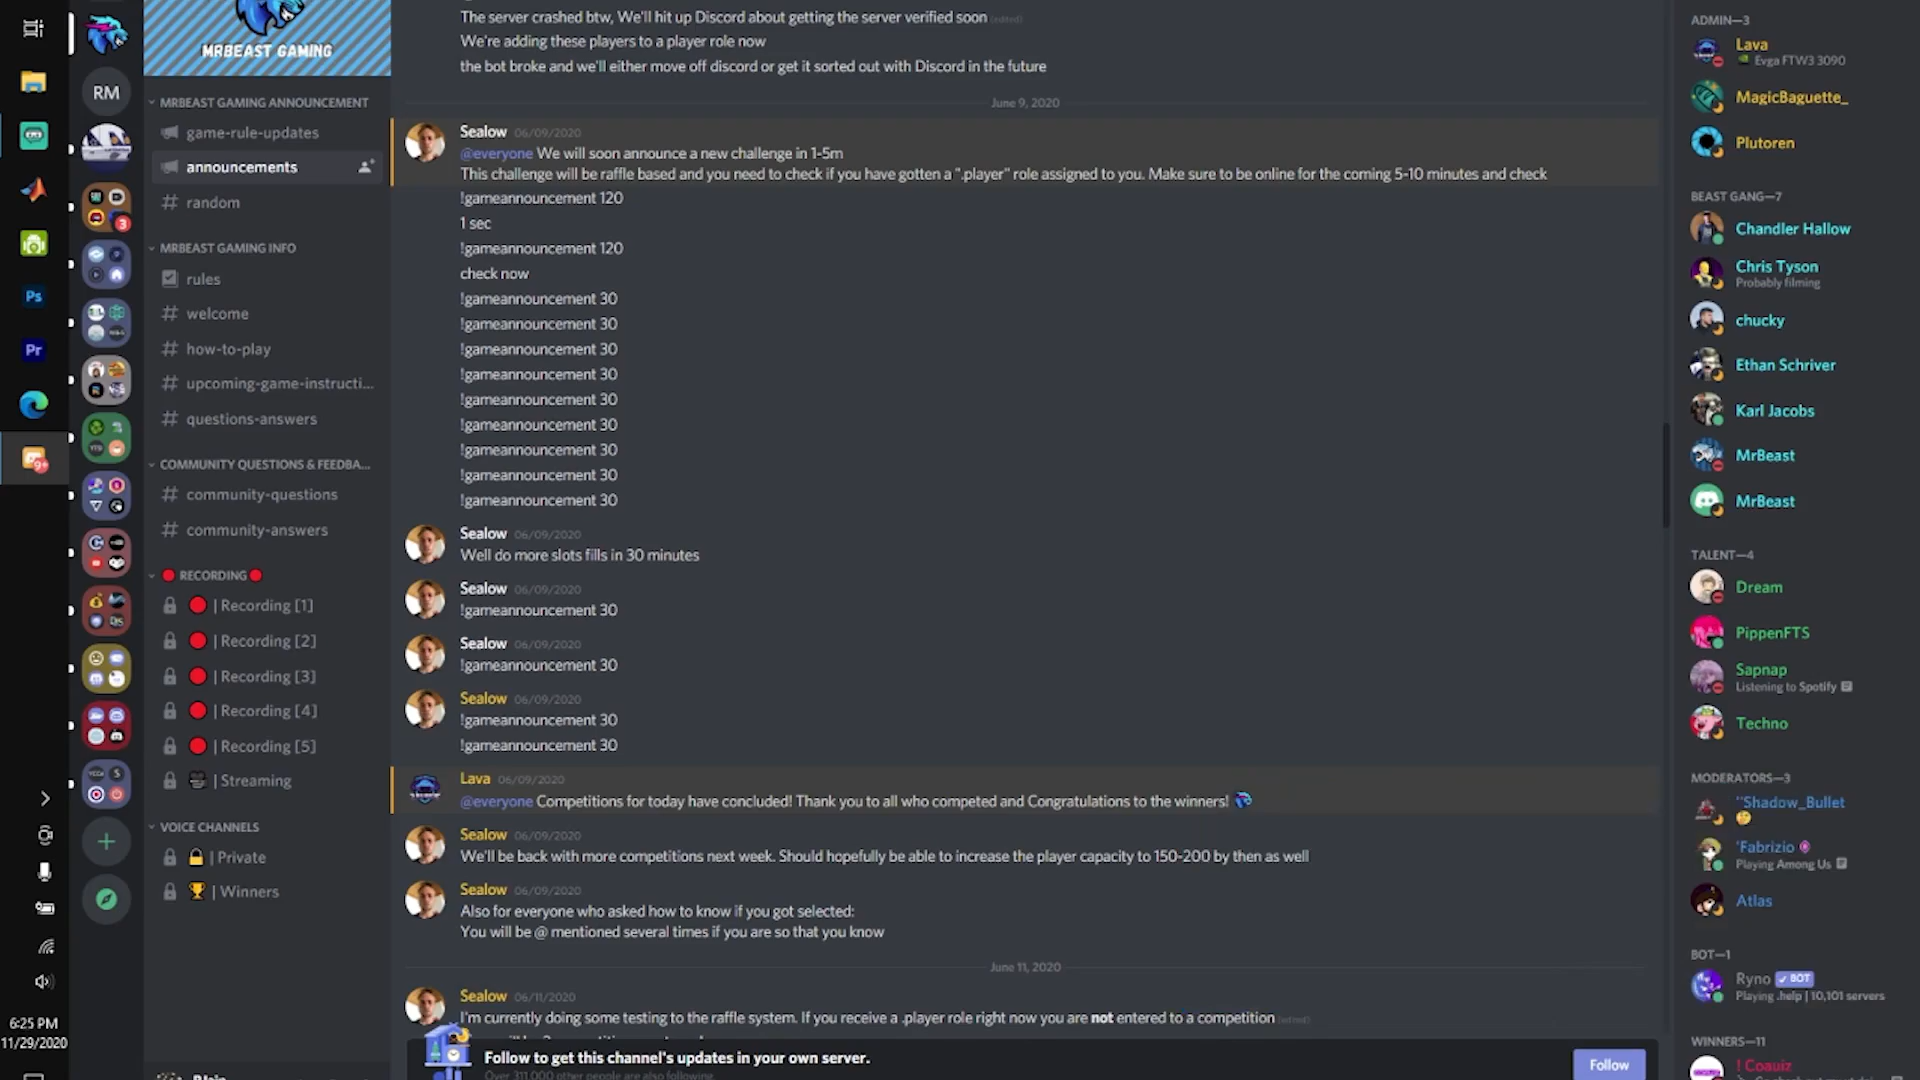 MRBEAST GAMING
RM
3
Ps
Pr
9+
6:25 PM
11/29/2020
MRBEAST GAMING ANNOUNCEMENT
game-rule-updates
announcements
# random
MRBEAST GAMING INFO
rules
# welcome
# how-to-play
# upcoming-game-instructi...
# questions-answers
COMMUNITY QUESTIONS & FEEDBA...
# community-questions
# community-answers
RECORDING
| Recording [1]
| Recording [2]
| Recording [3]
| Recording [4]
| Recording [5]
| Streaming
VOICE CHANNELS
| Private
| Winners
The server crashed btw, We'll hit up Discord about getting the server verified soon (edited)
We're adding these players to a player role now
the bot broke and we'll either move off discord or get it sorted out with Discord in the future
June 9, 2020
Sealow 06/09/2020
@everyone We will soon announce a new challenge in 1-5m
This challenge will be raffle based and you need to check if you have gotten a ".player" role assigned to you. Make sure to be online for the coming 5-10 minutes and check
!gameannouncement 120
1 sec
!gameannouncement 120
check now
!gameannouncement 30
!gameannouncement 30
!gameannouncement 30
!gameannouncement 30
!gameannouncement 30
!gameannouncement 30
!gameannouncement 30
!gameannouncement 30
!gameannouncement 30
Sealow 06/09/2020
Well do more slots fills in 30 minutes
Sealow 06/09/2020
!gameannouncement 30
Sealow 06/09/2020
!gameannouncement 30
Sealow 06/09/2020
!gameannouncement 30
!gameannouncement 30
Lava 06/09/2020
@everyone Competitions for today have concluded! Thank you to all who competed and Congratulations to the winners!
Sealow 06/09/2020
We'll be back with more competitions next week. Should hopefully be able to increase the player capacity to 150-200 by then as well
Sealow 06/09/2020
Also for everyone who asked how to know if you got selected:
You will be @ mentioned several times if you are so that you know
June 11, 2020
Sealow 06/11/2020
I'm currently doing some testing to the raffle system. If you receive a .player role right now you are not entered to a competition (edited)
Follow to get this channel's updates in your own server.
Over 311,000 other people are also following.
Follow
ADMIN—3
Lava
Evga FTW3 3090
MagicBaguette_
Plutoren
BEAST GANG—7
Chandler Hallow
Chris Tyson
Probably filming
chucky
Ethan Schriver
Karl Jacobs
MrBeast
MrBeast
TALENT—4
Dream
PippenFTS
Sapnap
Listening to Spotify
Techno
MODERATORS—3
''Shadow_Bullet
'Fabrizio
Playing Among Us
Atlas
BOT—1
Ryno BOT
Playing .help | 10,101 servers
WINNERS—11
! Coauiz